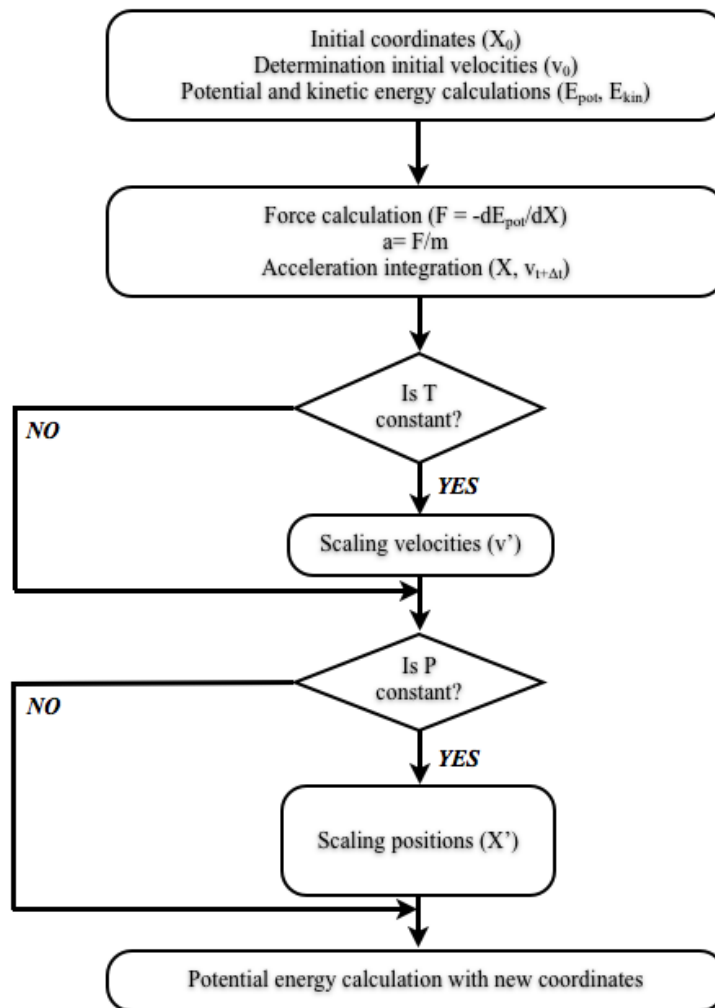 Initial coordinates (X₀)
Determination initial velocities (v₀)
Potential and kinetic energy calculations (Eₚₒₜ, Eₖᵢₙ)
Force calculation (F = -dEₚₒₜ/dX)
a= F/m
Acceleration integration (X, vₜ₊Δₜ)
Is T
constant?
NO
YES
Scaling velocities (v’)
Is P
constant?
NO
YES
Scaling positions (X’)
Potential energy calculation with new coordinates